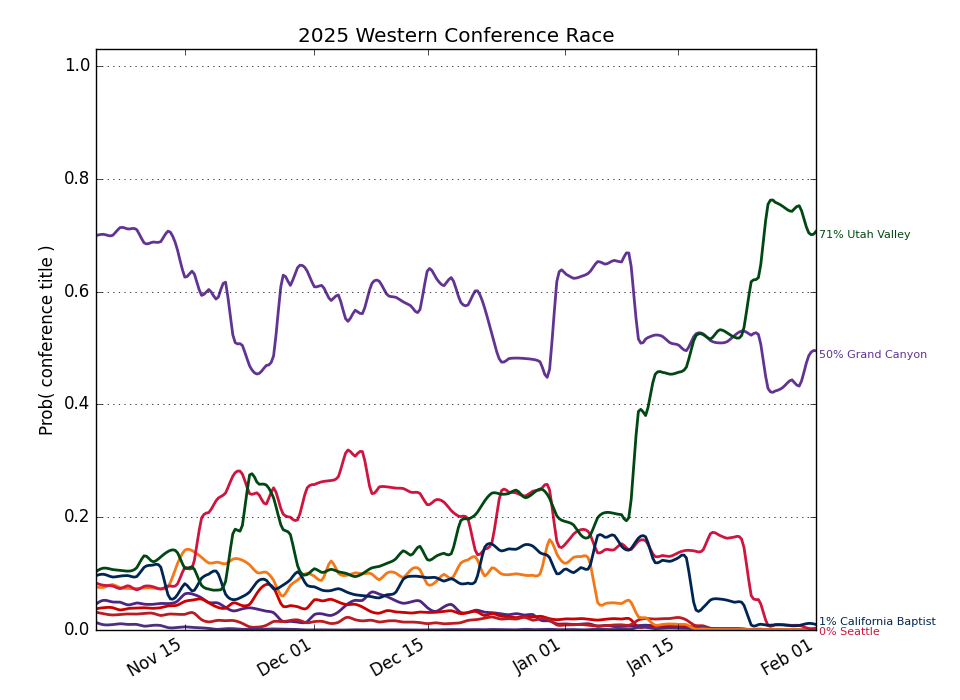 2025 Western Conference Race
Prob( conference title )
1.0
0.8
0.6
0.4
0.2
0.0
71% Utah Valley
50% Grand Canyon
1% California Baptist
0% Seattle
Nov 15
Dec 01
Dec 15
Jan 01
Jan 15
Feb 01